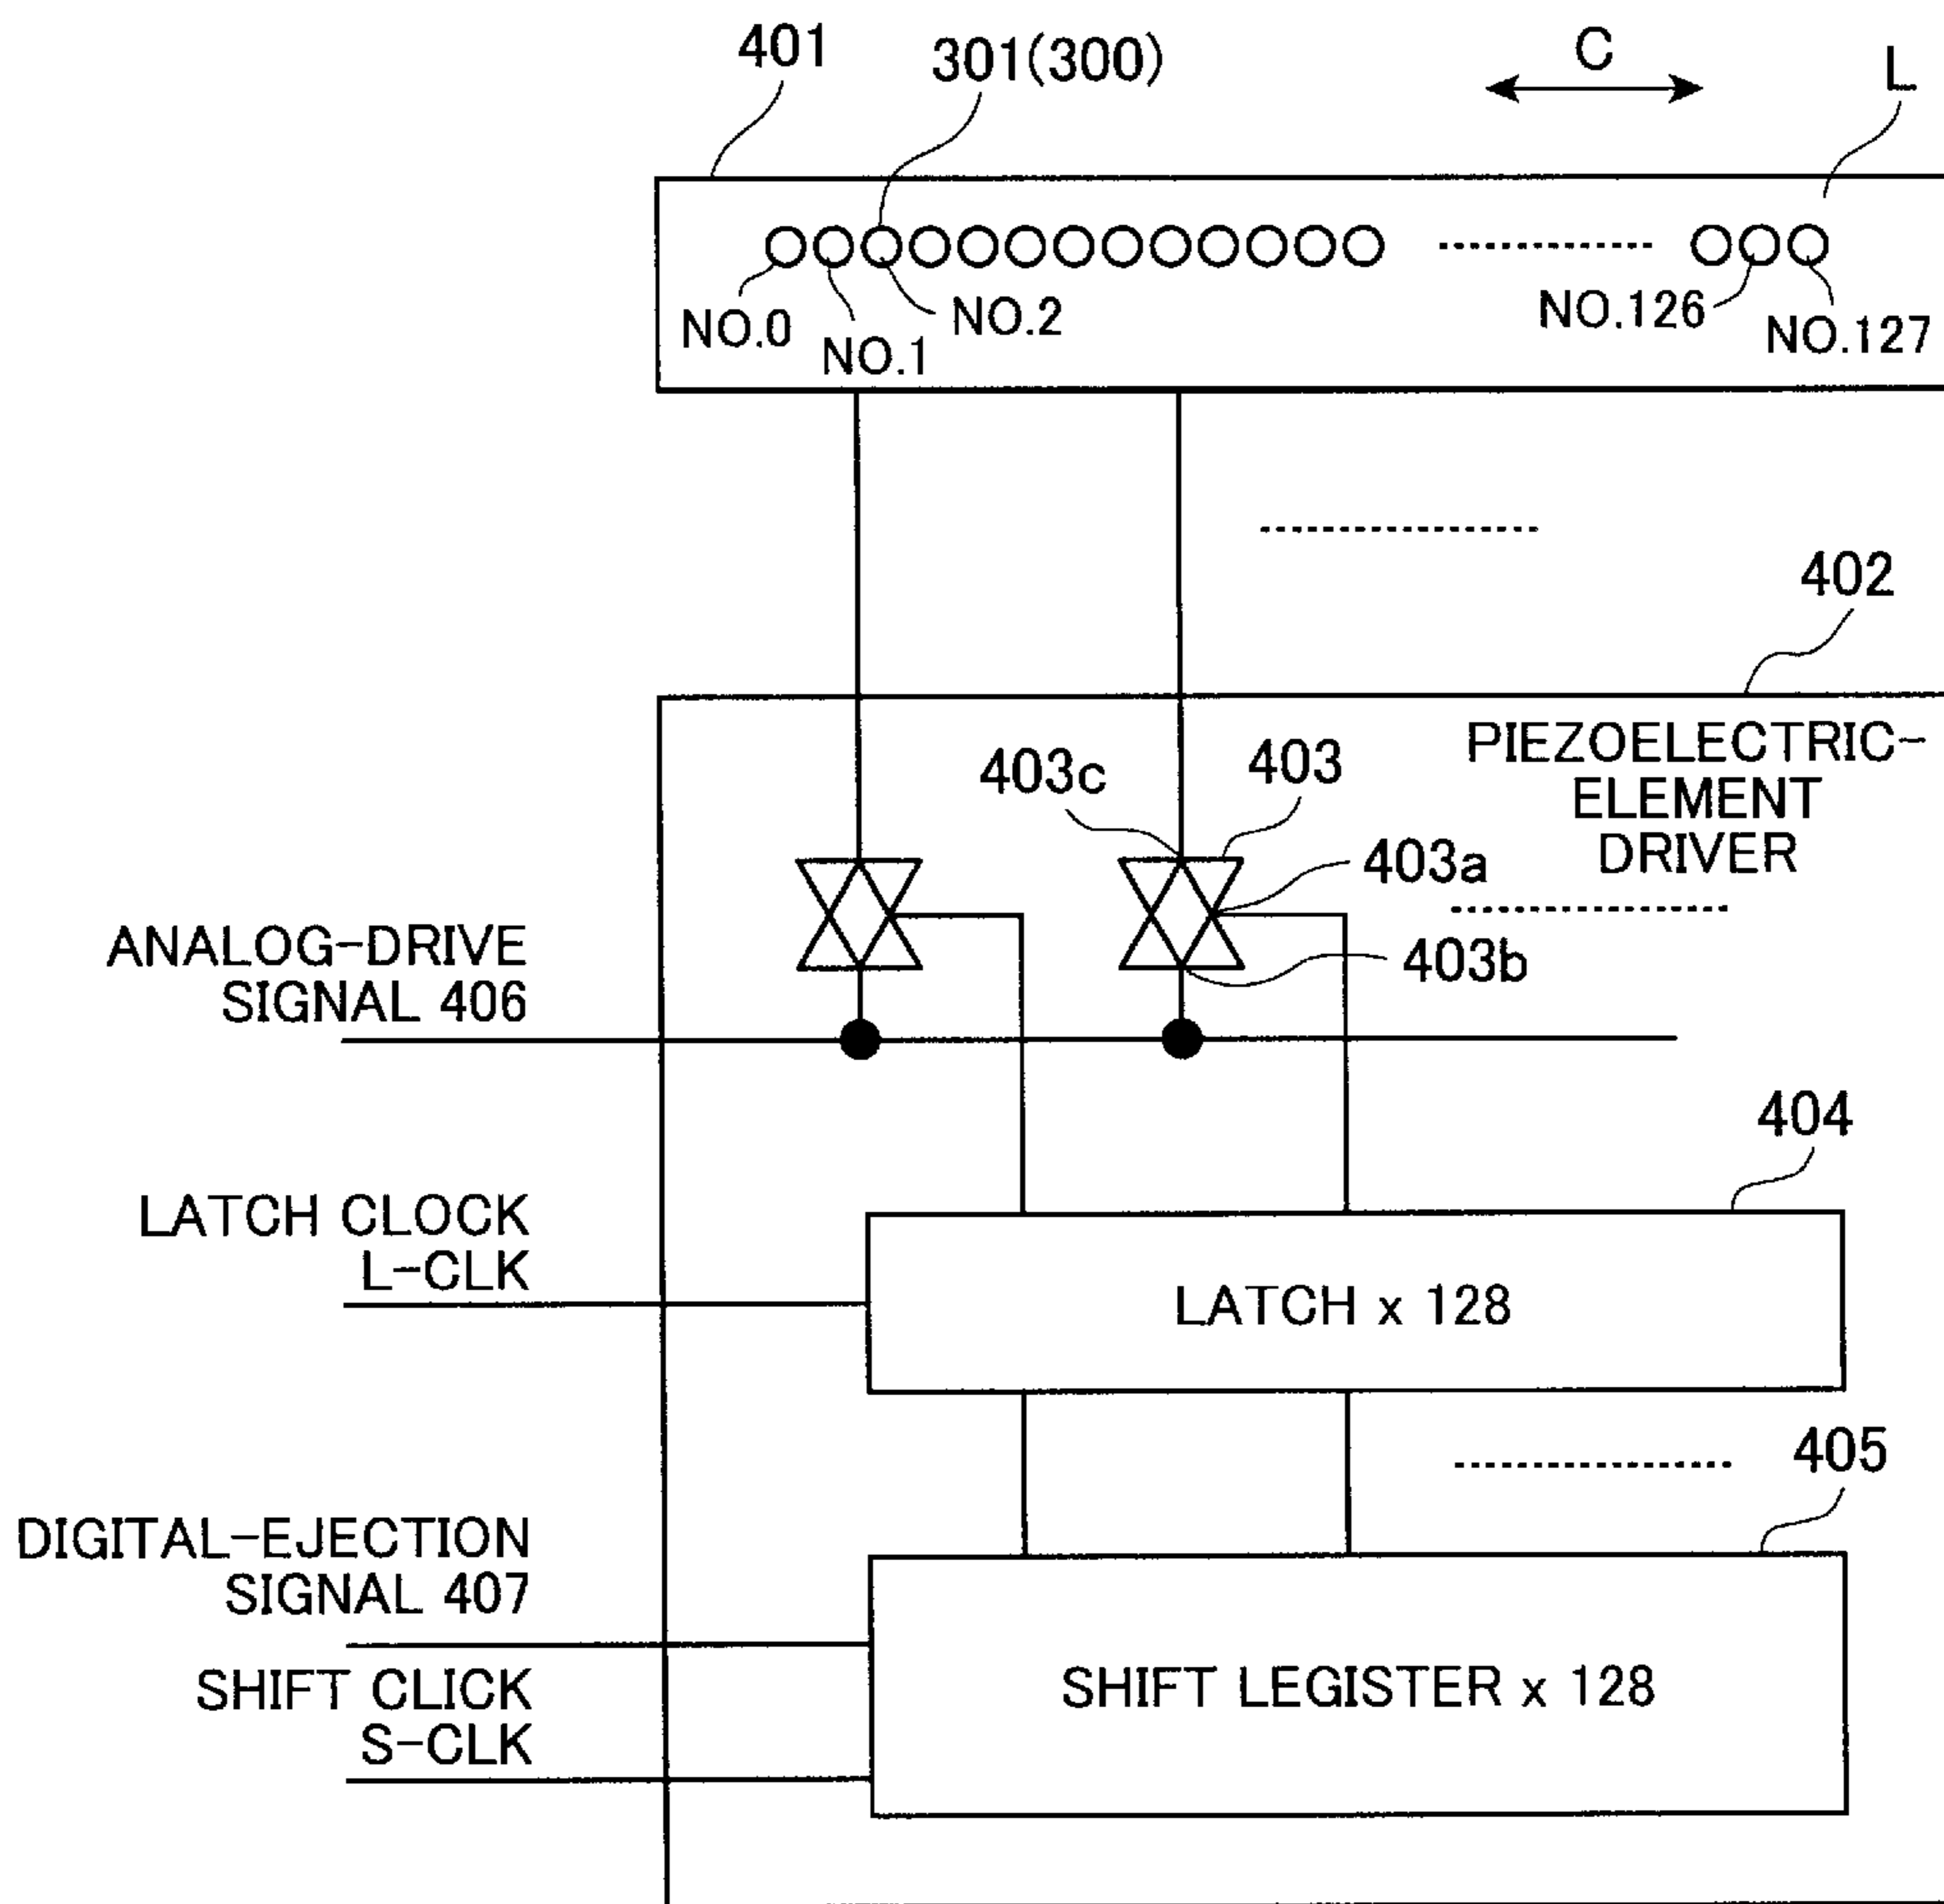 401
301(300)
C
L
NO.0
NO.1
NO.2
NO.126
NO.127
402
PIEZOELECTRIC-
ELEMENT
DRIVER
403c
403
403a
403b
ANALOG-DRIVE
SIGNAL 406
404
LATCH CLOCK
L-CLK
LATCH x 128
405
DIGITAL-EJECTION
SIGNAL 407
SHIFT CLICK
S-CLK
SHIFT LEGISTER x 128